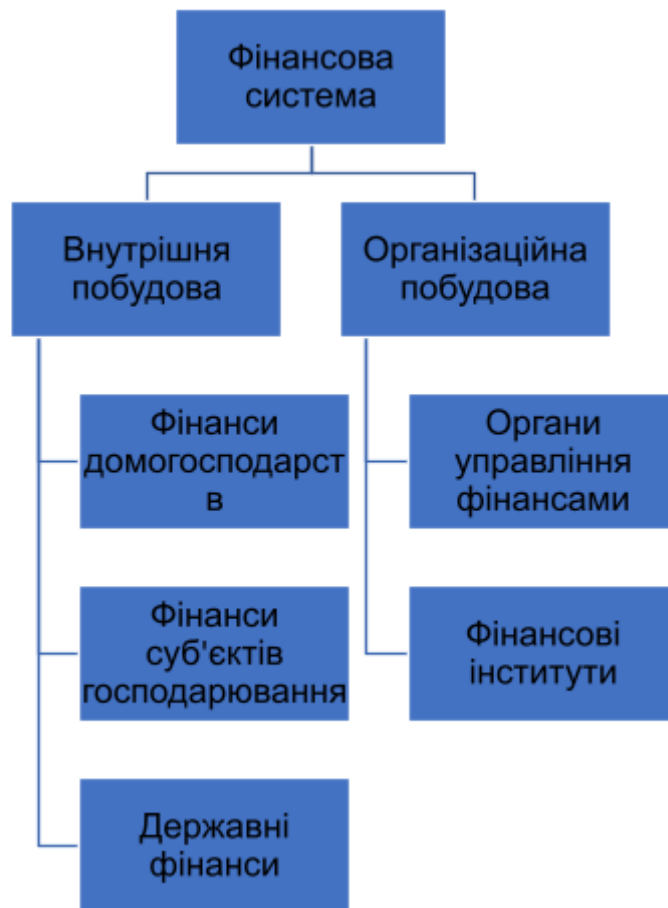 Фінансова
система
Внутрішня
побудова
Організаційна
побудова
Фінанси
домогосподарст
в
Органи
управління
фінансами
Фінанси
суб'єктів
господарювання
Фінансові
інститути
Державні
фінанси